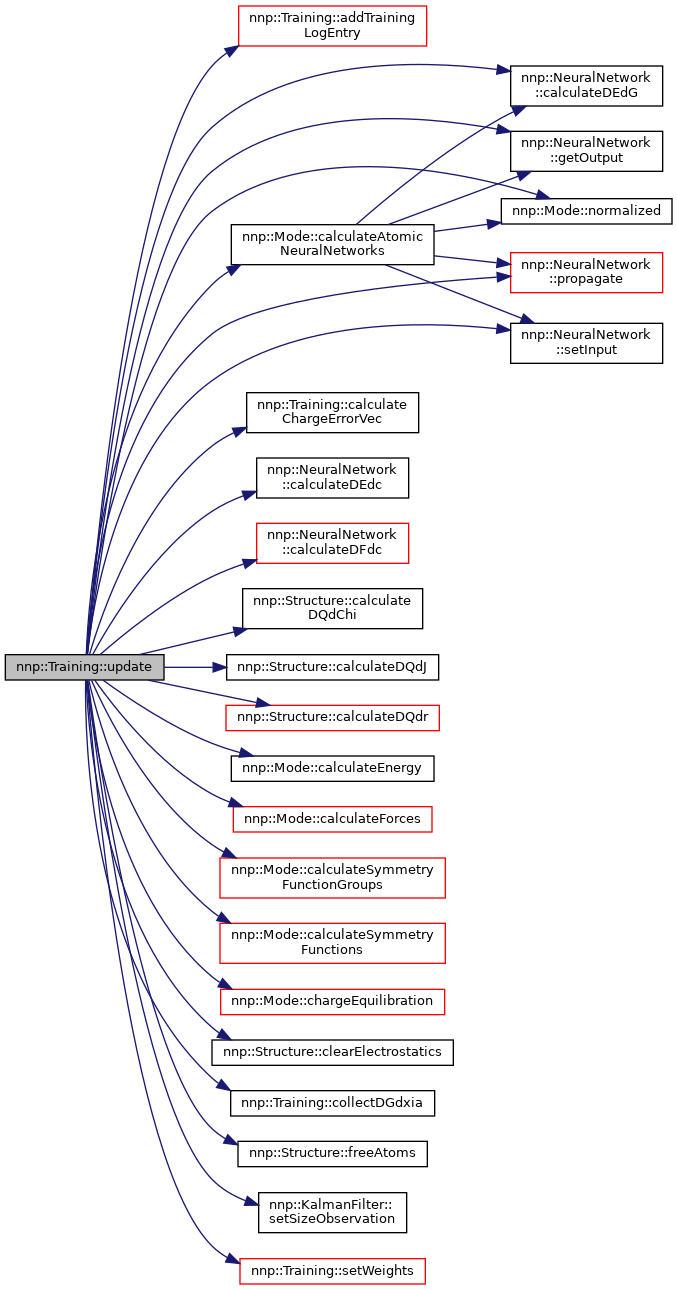 nnp::Training::addTraining
LogEntry
nnp::NeuralNetwork
::calculateDEdG
nnp::NeuralNetwork
::getOutput
nnp::Mode::normalized
nnp::Mode::calculateAtomic
NeuralNetworks
nnp::NeuralNetwork
::propagate
nnp::NeuralNetwork
::setInput
nnp::Training::calculate
ChargeErrorVec
nnp::NeuralNetwork
::calculateDEdc
nnp::NeuralNetwork
::calculateDFdc
nnp::Structure::calculate
DQdChi
nnp::Training::update
nnp::Structure::calculateDQdJ
nnp::Structure::calculateDQdr
nnp::Mode::calculateEnergy
nnp::Mode::calculateForces
nnp::Mode::calculateSymmetry
FunctionGroups
nnp::Mode::calculateSymmetry
Functions
nnp::Mode::chargeEquilibration
nnp::Structure::clearElectrostatics
nnp::Training::collectDGdxia
nnp::Structure::freeAtoms
nnp::KalmanFilter::
setSizeObservation
nnp::Training::setWeights